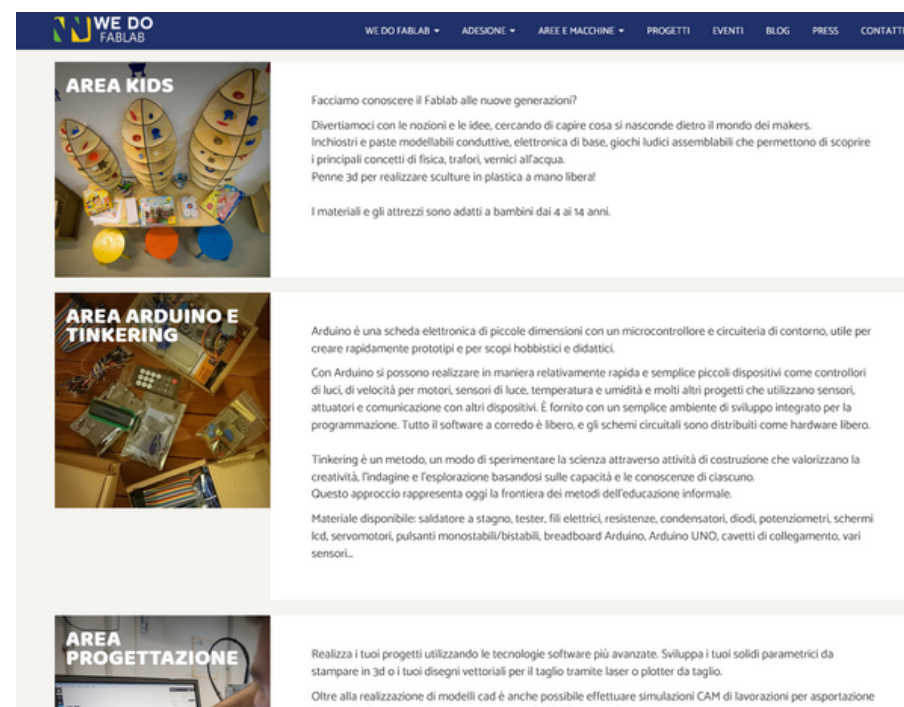 WE DO
FABLAB
WE DO FABLAB
ADESIONE
AREE E MACCHINE
PROGETTI
EVENTI
BLOG
PRESS
CONTATTI
AREA KIDS
Facciamo conoscere il Fablab alle nuove generazioni?
Divertiamoci con le nozioni e le idee, cercando di capire cosa si nasconde dietro il mondo dei makers.
Inchiostri e paste modellabili conduttive, elettronica di base, giochi ludici assemblabili che permettono di scoprire
i principali concetti di fisica, trafori, vernici all'acqua.
Penne 3d per realizzare sculture in plastica a mano libera!
I materiali e gli attrezzi sono adatti a bambini dai 4 ai 14 anni.
AREA ARDUINO E
TINKERING
Arduino è una scheda elettronica di piccole dimensioni con un microcontrollore e circuiteria di contorno, utile per
creare rapidamente prototipi e per scopi hobbistici e didattici.
Con Arduino si possono realizzare in maniera relativamente rapida e semplice piccoli dispositivi come controllori
di luci, di velocità per motori, sensori di luce, temperatura e umidità e molti altri progetti che utilizzano sensori,
attuatori e comunicazione con altri dispositivi. È fornito con un semplice ambiente di sviluppo integrato per la
programmazione. Tutto il software a corredo è libero, e gli schemi circuitali sono distribuiti come hardware libero.
Tinkering è un metodo, un modo di sperimentare la scienza attraverso attività di costruzione che valorizzano la
creatività, l'indagine e l'esplorazione basandosi sulle capacità e le conoscenze di ciascuno.
Questo approccio rappresenta oggi la frontiera dei metodi dell'educazione informale.
Materiale disponibile: saldatore a stagno, tester, fili elettrici, resistenze, condensatori, diodi, potenziometri, schermi
lcd, servomotori, pulsanti monostabili/bistabili, breadboard Arduino, Arduino UNO, cavetti di collegamento, vari
sensori...
AREA
PROGETTAZIONE
Realizza i tuoi progetti utilizzando le tecnologie software più avanzate. Sviluppa i tuoi solidi parametrici da
stampare in 3d o i tuoi disegni vettoriali per il taglio tramite laser o plotter da taglio.
Oltre alla realizzazione di modelli cad è anche possibile effettuare simulazioni CAM di lavorazioni per asportazione